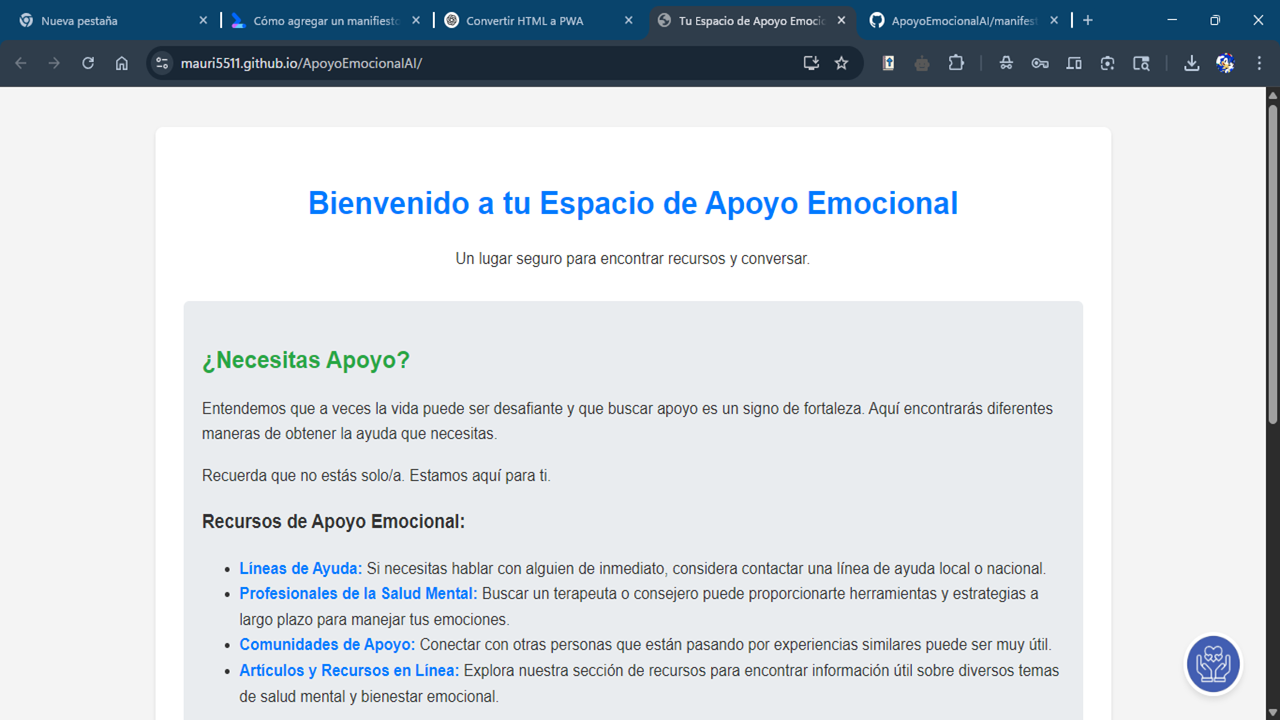 Nueva pestaña
Cómo agregar un manifiesto
Convertir HTML a PWA
Tu Espacio de Apoyo Emocio
ApoyoEmocionalAI/manifest
mauri5511.github.io/ApoyoEmocionalAI/
Bienvenido a tu Espacio de Apoyo Emocional
Un lugar seguro para encontrar recursos y conversar.
¿Necesitas Apoyo?
Entendemos que a veces la vida puede ser desafiante y que buscar apoyo es un signo de fortaleza. Aquí encontrarás diferentes
maneras de obtener la ayuda que necesitas.
Recuerda que no estás solo/a. Estamos aquí para ti.
Recursos de Apoyo Emocional:
Líneas de Ayuda: Si necesitas hablar con alguien de inmediato, considera contactar una línea de ayuda local o nacional.
Profesionales de la Salud Mental: Buscar un terapeuta o consejero puede proporcionarte herramientas y estrategias a
largo plazo para manejar tus emociones.
Comunidades de Apoyo: Conectar con otras personas que están pasando por experiencias similares puede ser muy útil.
Artículos y Recursos en Línea: Explora nuestra sección de recursos para encontrar información útil sobre diversos temas
de salud mental y bienestar emocional.